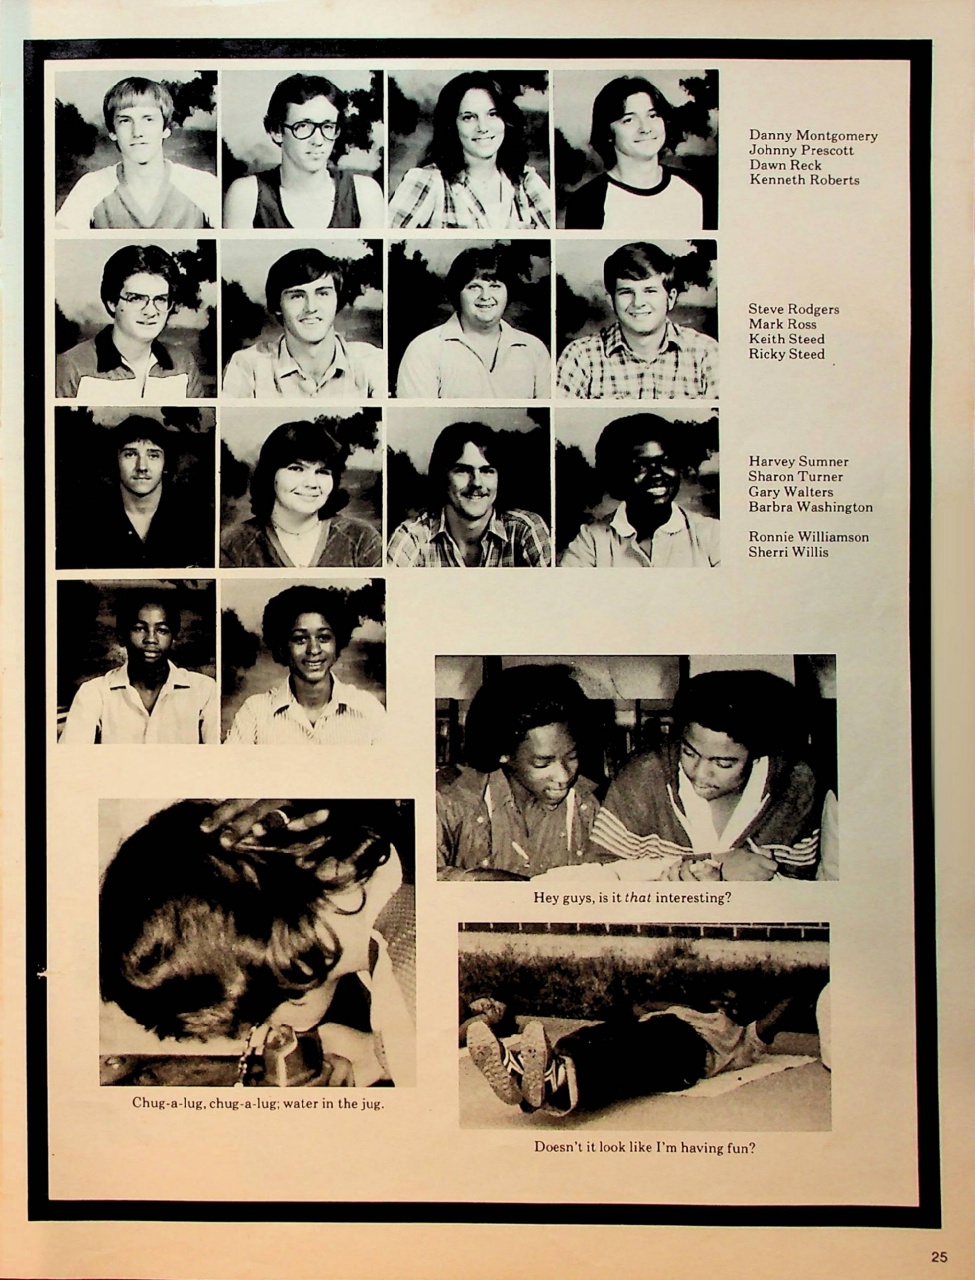 Danny Montgomery
Johnny Prescott
Dawn Reck
Kenneth Roberts
Steve Rodgers
Mark Ross
Keith Steed
Ricky Steed
Harvey Sumner
Sharon Turner
Gary Walters
Barbra Washington
Ronnie Williamson
Sherri Willis
Hey guys, is it that interesting?
Chug-a-lug, chug-a-lug; water in the jug.
Doesn't it look like I'm having fun?
25